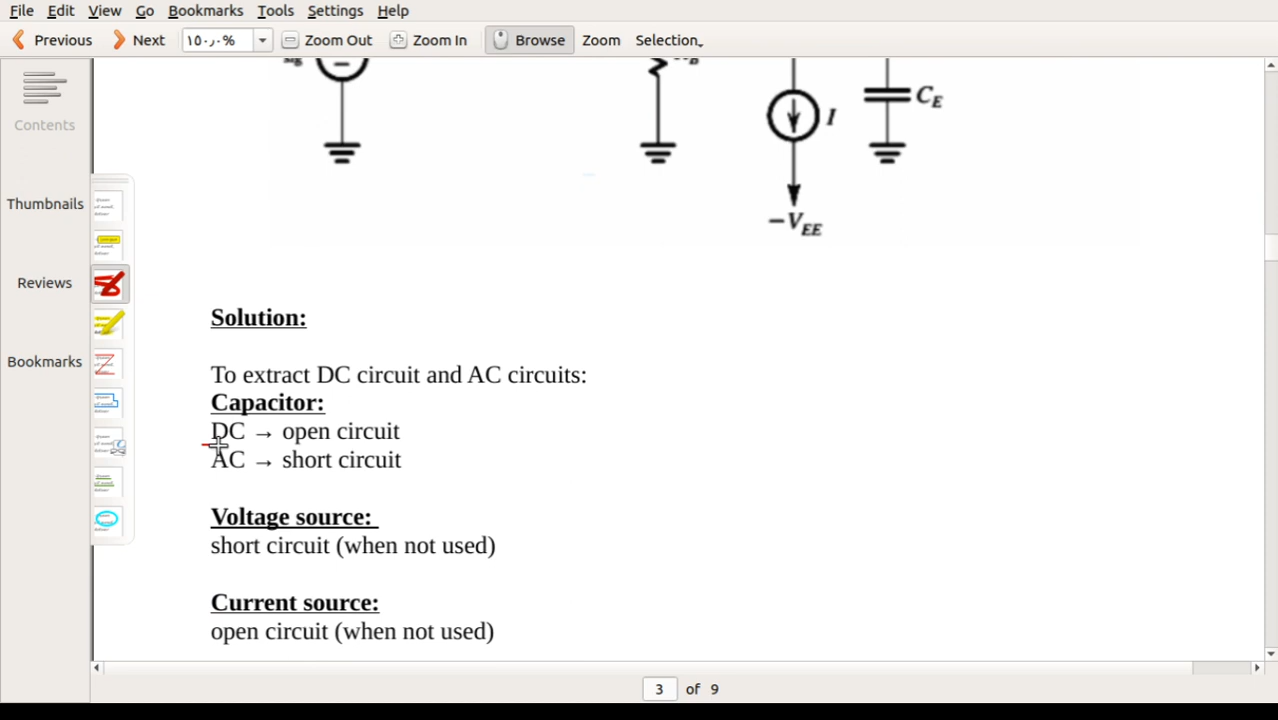 File Edit View Go Bookmarks Tools Settings Help
Previous Next ١٥٠٫٠% Zoom Out Zoom In Browse Zoom Selection
Contents
Thumbnails
Reviews
Bookmarks
C_E
I
-V_EE
Solution:
To extract DC circuit and AC circuits:
Capacitor:
DC → open circuit
AC → short circuit
Voltage source:
short circuit (when not used)
Current source:
open circuit (when not used)
3 of 9